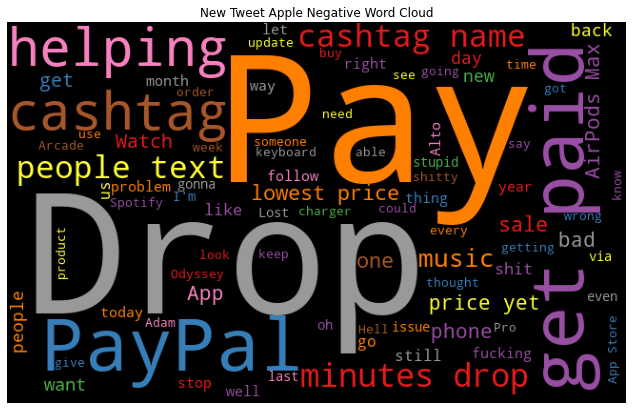 New Tweet Apple Negative Word Cloud
helping
cashtag name
let
back
update
buy
right
see
going
time
day
get
month
way
new
got
cashtag
Pay
get paid
AirPods Max
order
Arcade
use
week
Watch
someone
need
keyboard
able
Alto
say
people text
us
follow
stupid
shitty
know
problem
gonna
lowest price
thing
year
wrong
Spotify
I'm
like
Lost
charger
could
every
sale
Drop
product
look
keep
one
music
getting
bad
via
Odyssey
thought
shit
even
App
price yet
people
today
Adam
oh
Hell
issue
phone
Pro
App Store
PayPal
go
still
fucking
give
want
stop
well
last
minutes drop